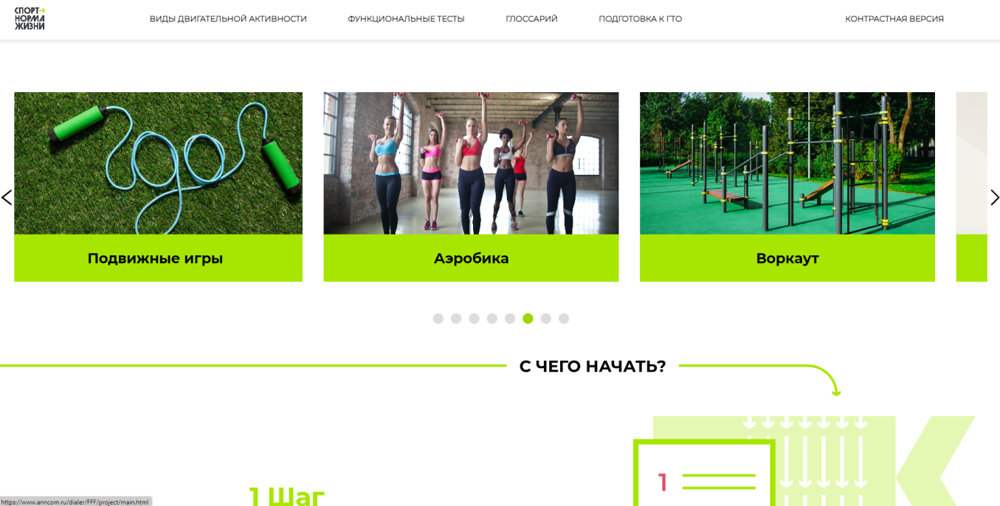 СПОРТ→
НОРМА
ЖИЗНИ
ВИДЫ ДВИГАТЕЛЬНОЙ АКТИВНОСТИ
ФУНКЦИОНАЛЬНЫЕ ТЕСТЫ
ГЛОССАРИЙ
ПОДГОТОВКА К ГТО
КОНТРАСТНАЯ ВЕРСИЯ
Подвижные игры
Аэробика
Воркаут
С ЧЕГО НАЧАТЬ?
1
1 Шаг
https://www.anncom.ru/dialer/FFF/project/main.html